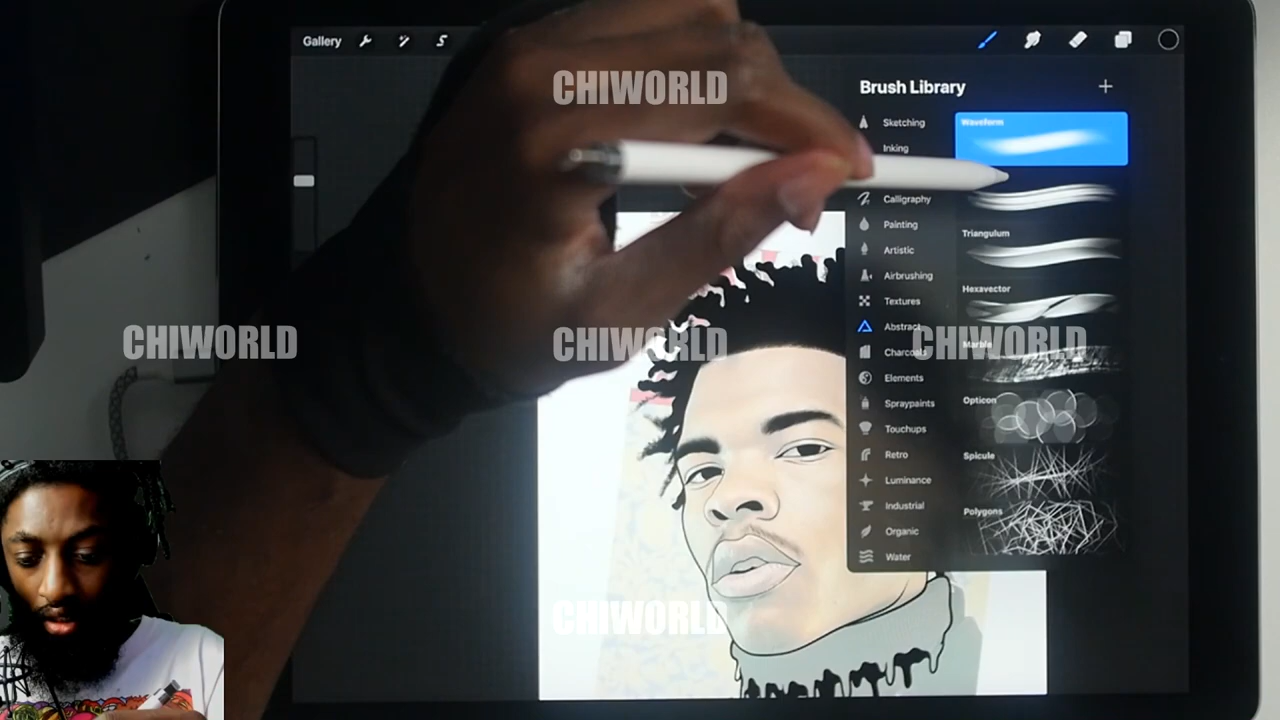 Gallery
CHIWORLD
Brush Library
Sketching
Inking
Calligraphy
Painting
Artistic
Airbrushing
Textures
Abstract
Charcoals
Elements
Spraypaints
Touchups
Retro
Luminance
Industrial
Organic
Water
Waveform
Triangulum
Hexavector
Marble
Opticon
Spicule
Polygons
CHIWORLD
CHIWORLD
CHIWORLD
CHIWORLD